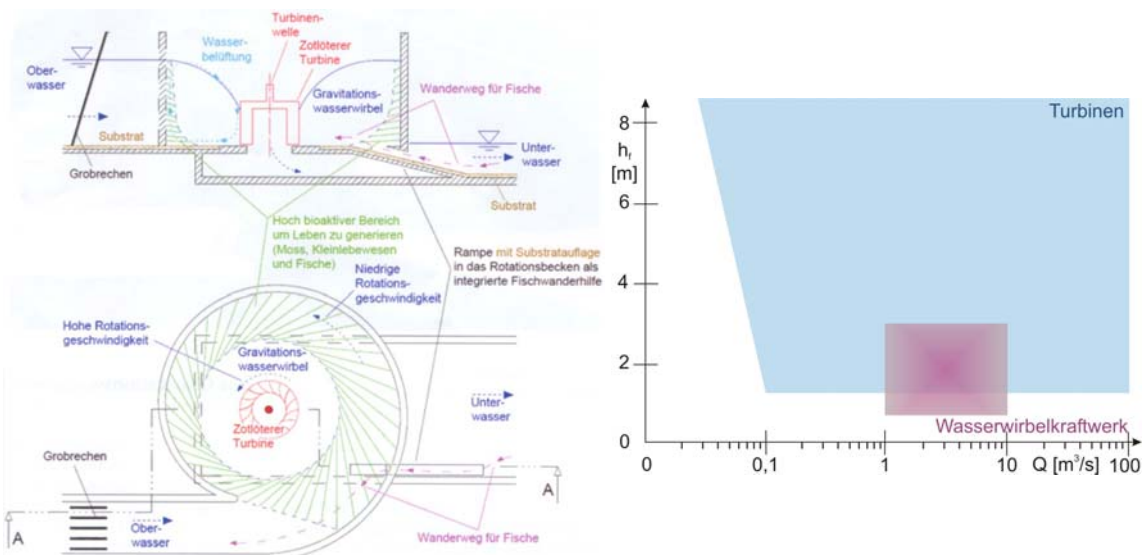 Turbinen-
welle
Wasser-
belüftung
Zotlöterer
Turbine
Ober-
wasser
Gravitations-
wasserwirbel
Wanderweg für Fische
Substrat
Unter-
wasser
Grobrechen
Substrat
Hoch bioaktiver Bereich
um Leben zu generieren
(Moss, Kleinlebewesen
und Fische)
Rampe mit Substratauflage
in das Rotationsbecken als
integrierte Fischwanderhilfe
Niedrige
Rotations-
geschwindigkeit
Hohe Rotations-
geschwindigkeit
Gravitations-
wasserwirbel
Unter-
wasser
Zotlöterer
Turbine
Grobrechen
A
A
Ober-
wasser
Wanderweg für Fische
Turbinen
8
hf
[m]
6
4
2
0
Wasserwirbelkraftwerk
0
0,1
1
10
Q [m³/s]
100